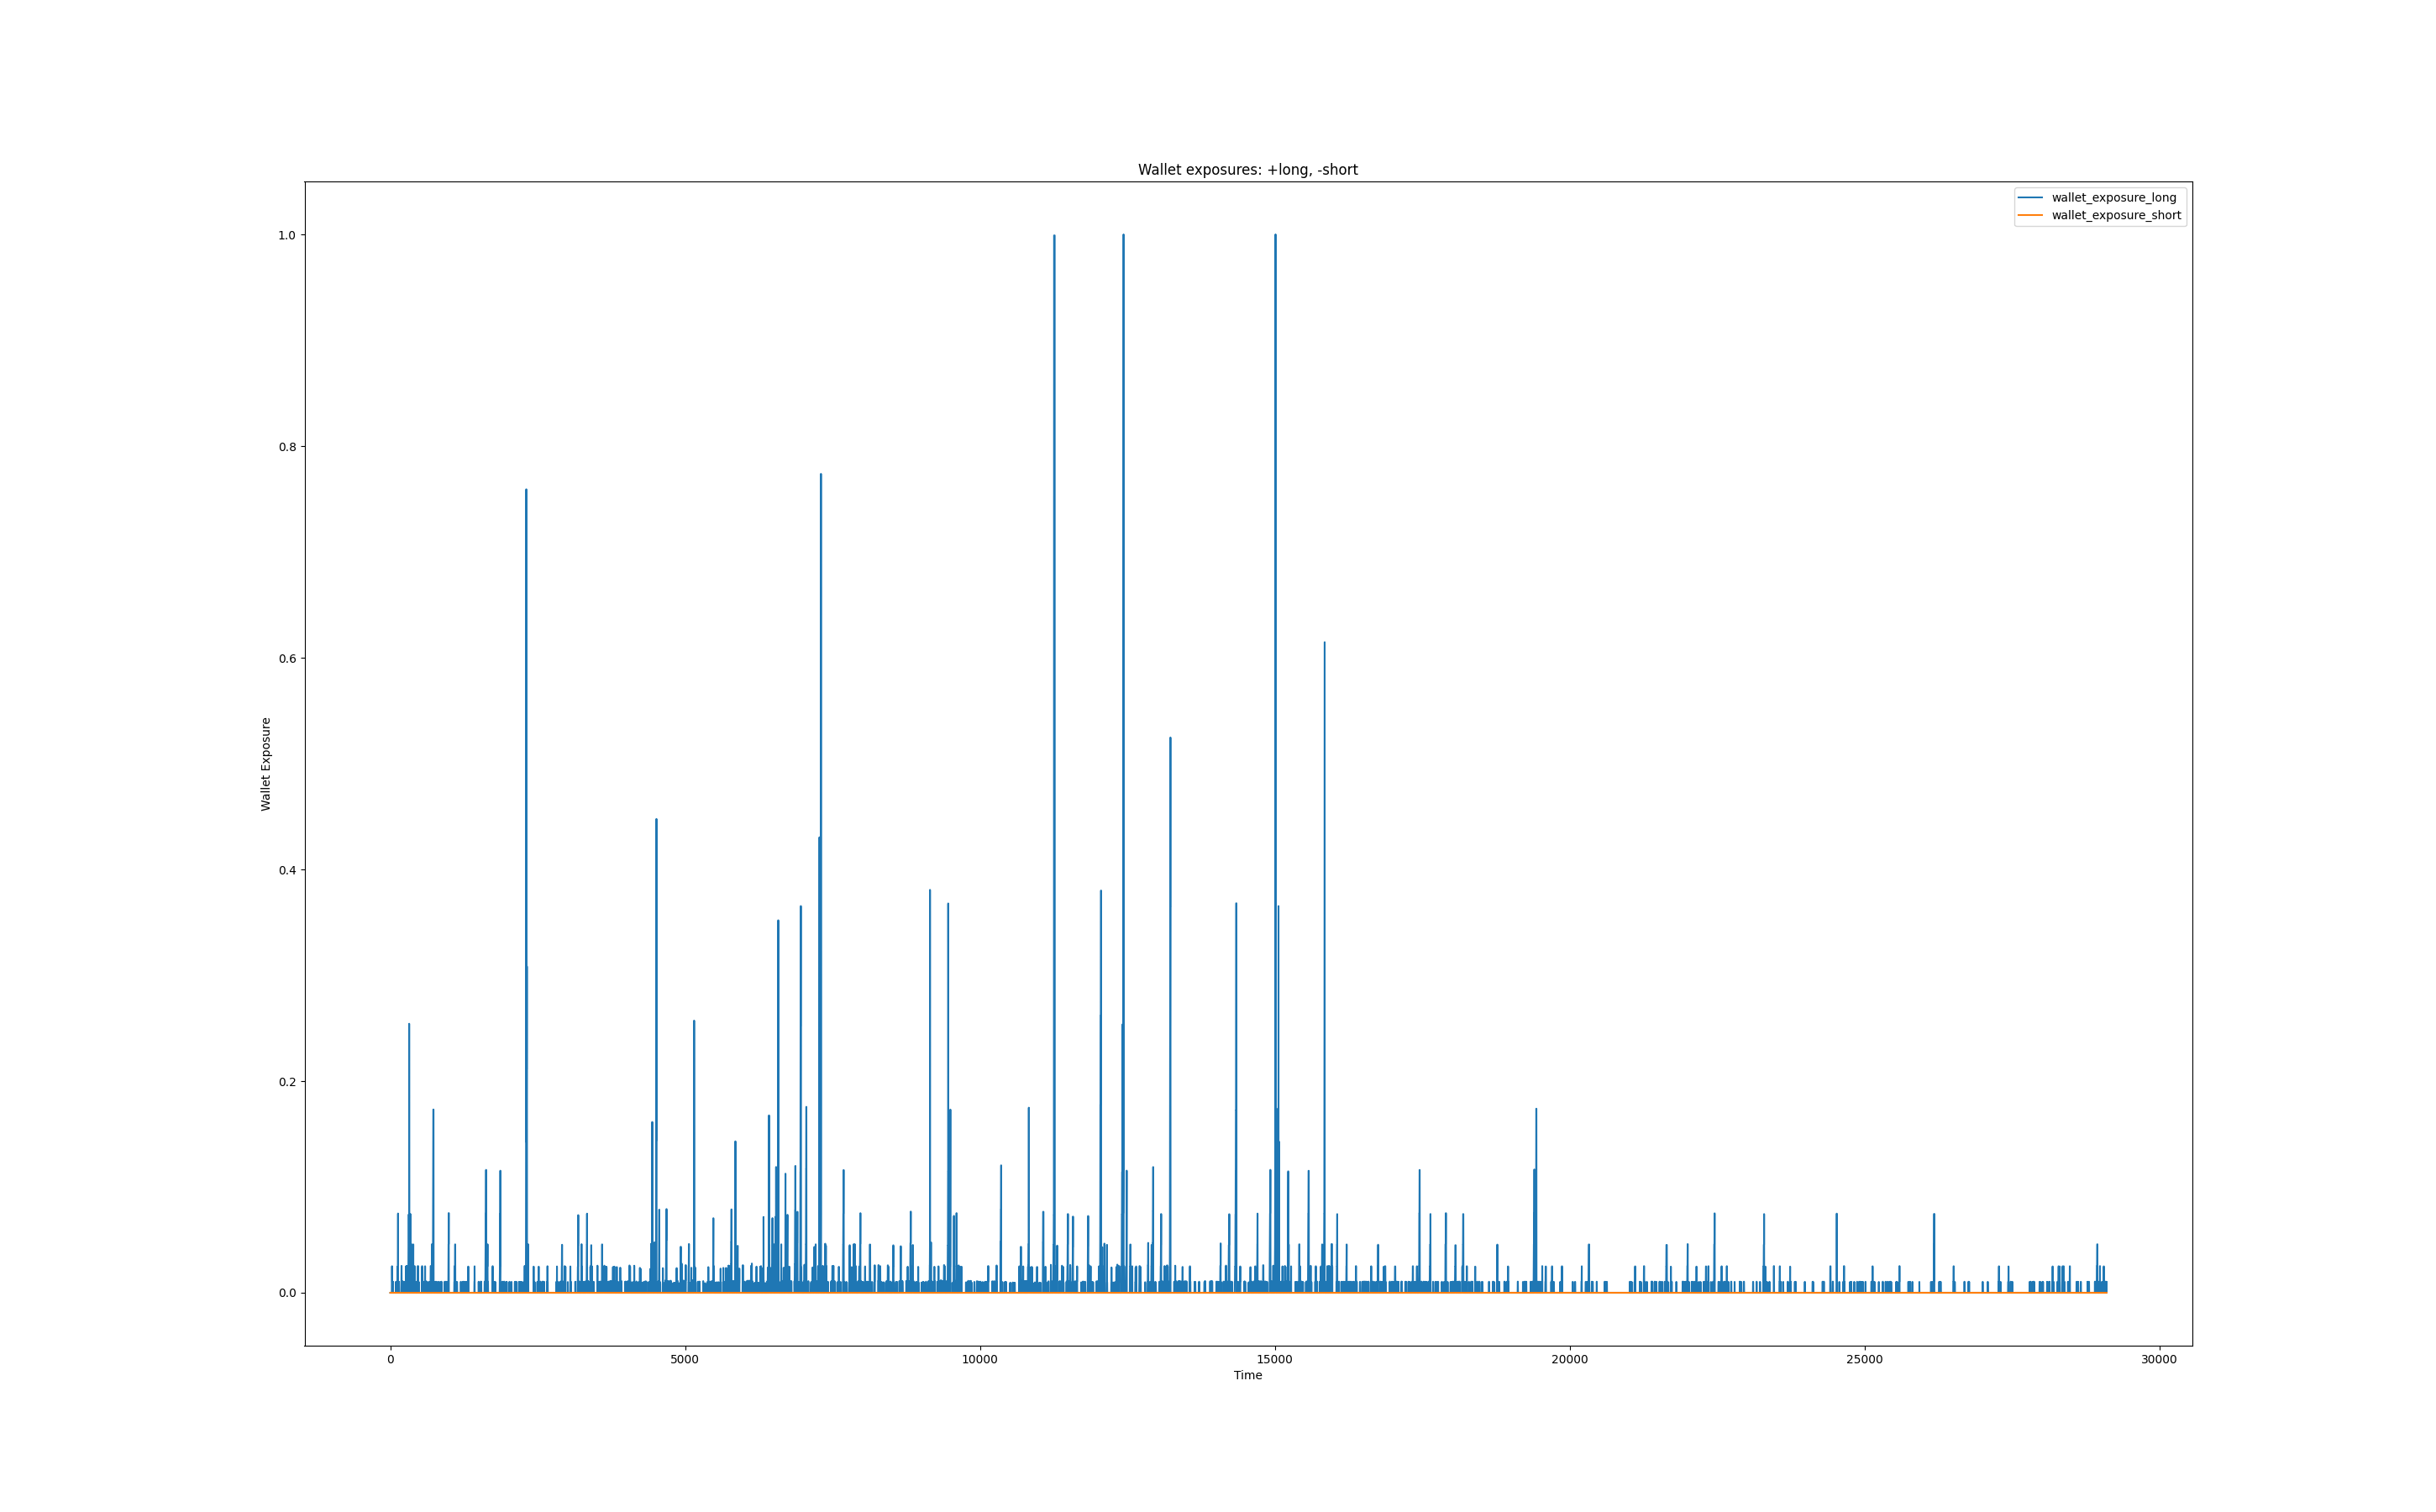 Wallet exposures: +long, -short
wallet_exposure_long
wallet_exposure_short
1.0
0.8
0.6
0.4
0.2
0.0
Wallet Exposure
0 5000 10000 15000 20000 25000 30000
Time